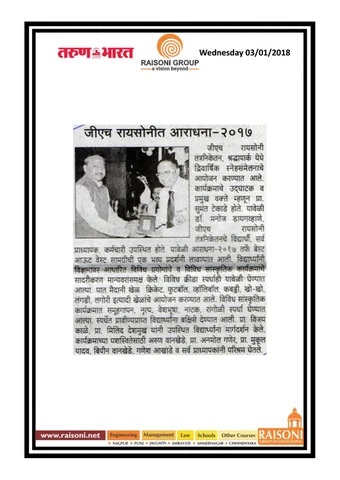 तरुण भारत
RAISONI GROUP
a vision beyond
Wednesday 03/01/2018
जीएच रायसोनीत आराधना-२०१७
जीएच रायसोनी
तंत्रनिकेतन, श्रद्धापार्क येथे
द्विवार्षिक स्नेहसंमेलनाचे
आयोजन करण्यात आले.
कार्यक्रमाचे उद्घाटक व
प्रमुख वक्ते म्हणून प्रा.
सुमंत टेकाडे होते. यावेळी
डॉ. मनोज डायगव्हाणे,
जीएच रायसोनी
तंत्रनिकेतनचे विद्यार्थी, सर्व
प्राध्यापक, कर्मचारी उपस्थित होते. यावेळी आराधना-२०१७ तर्फे बेस्ट
आऊट वेस्ट सामग्रीची एक भव्य प्रदर्शनी लावण्यात आली. विद्यार्थ्यांनी
विज्ञानावर आधारित विविध प्रयोगाचे व विविध सांस्कृतिक कार्यक्रमाचे
सादरीकरण मान्यवरांसमक्ष केले. विविध क्रीडा स्पर्धाही यावेळी घेण्यात
आल्या. यात मैदानी खेळ क्रिकेट, फुटबॉल, व्हॉलिबॉल, कबड्डी, खो-खो,
लंगडी, लगोरी इत्यादी खेळांचे आयोजन करण्यात आले. विविध सांस्कृतिक
कार्यक्रमात समूहगायन, नृत्य, वेशभूषा, नाटक, रांगोळी स्पर्धा घेण्यात
आल्या. स्पर्धेत प्रावीण्यप्राप्त विद्यार्थ्यांना बक्षिसे देण्यात आली. प्रा. विजय
काळे, प्रा. मिलिंद देशमुख यांनी उपस्थित विद्यार्थ्यांना मार्गदर्शन केले.
कार्यक्रमाच्या यशस्वितेसाठी अरुण वानखेडे, प्रा. अनमोल गणेर, प्रा. मुकूल
यादव, बिपीन वानखेडे, गणेश आखाडे व सर्व प्राध्यापकांनी परिश्रम घेतले.
www.raisoni.net Engineering Management Law Schools Other Courses RAISONI
NAGPUR PUNE JALGAON AMRAVATI AHMEDNAGAR CHHINDWARA